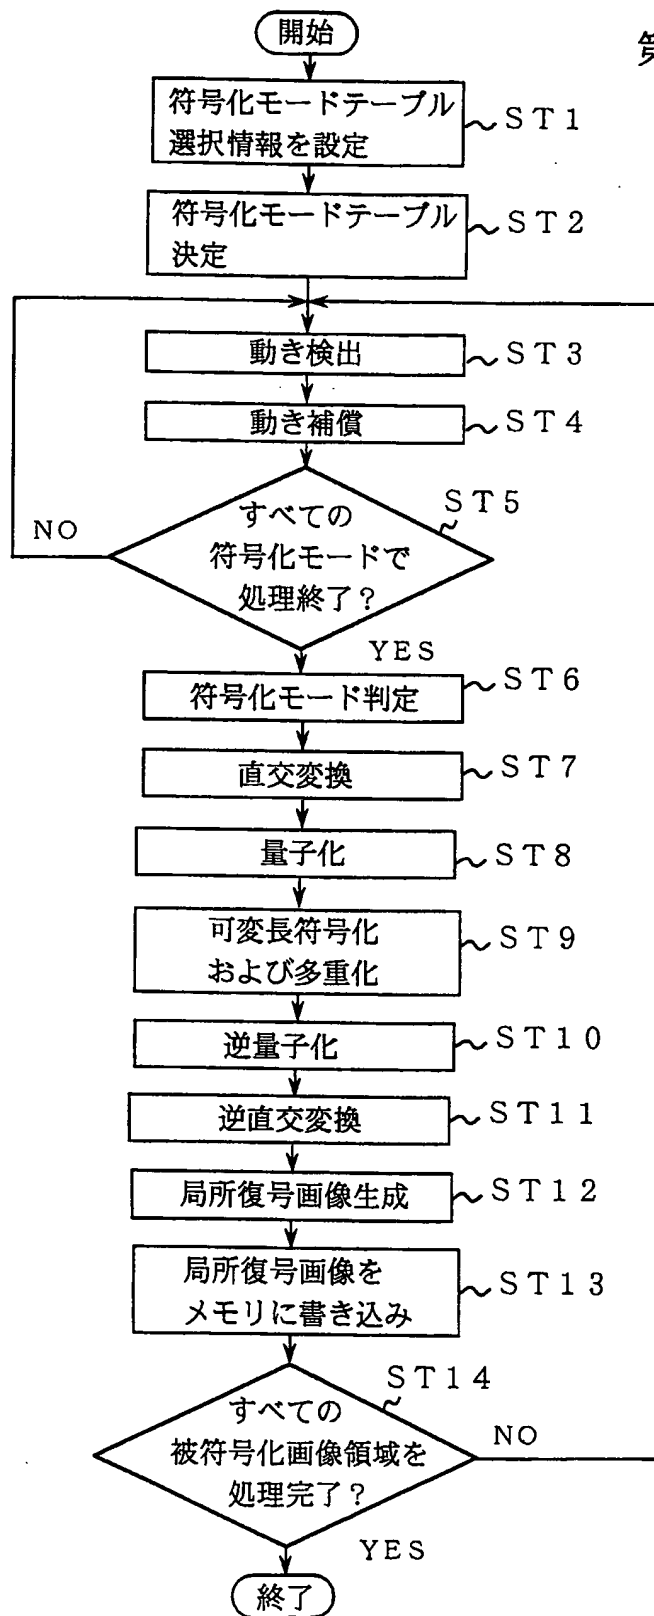 開始
第
符号化モードテーブル
選択情報を設定
ST1
符号化モードテーブル
決定
ST2
動き検出
ST3
動き補償
ST4
すべての
符号化モードで
処理終了?
ST5
NO
YES
符号化モード判定
ST6
直交変換
ST7
量子化
ST8
可変長符号化
および多重化
ST9
逆量子化
ST10
逆直交変換
ST11
局所復号画像生成
ST12
局所復号画像を
メモリに書き込み
ST13
すべての
被符号化画像領域を
処理完了?
ST14
NO
YES
終了